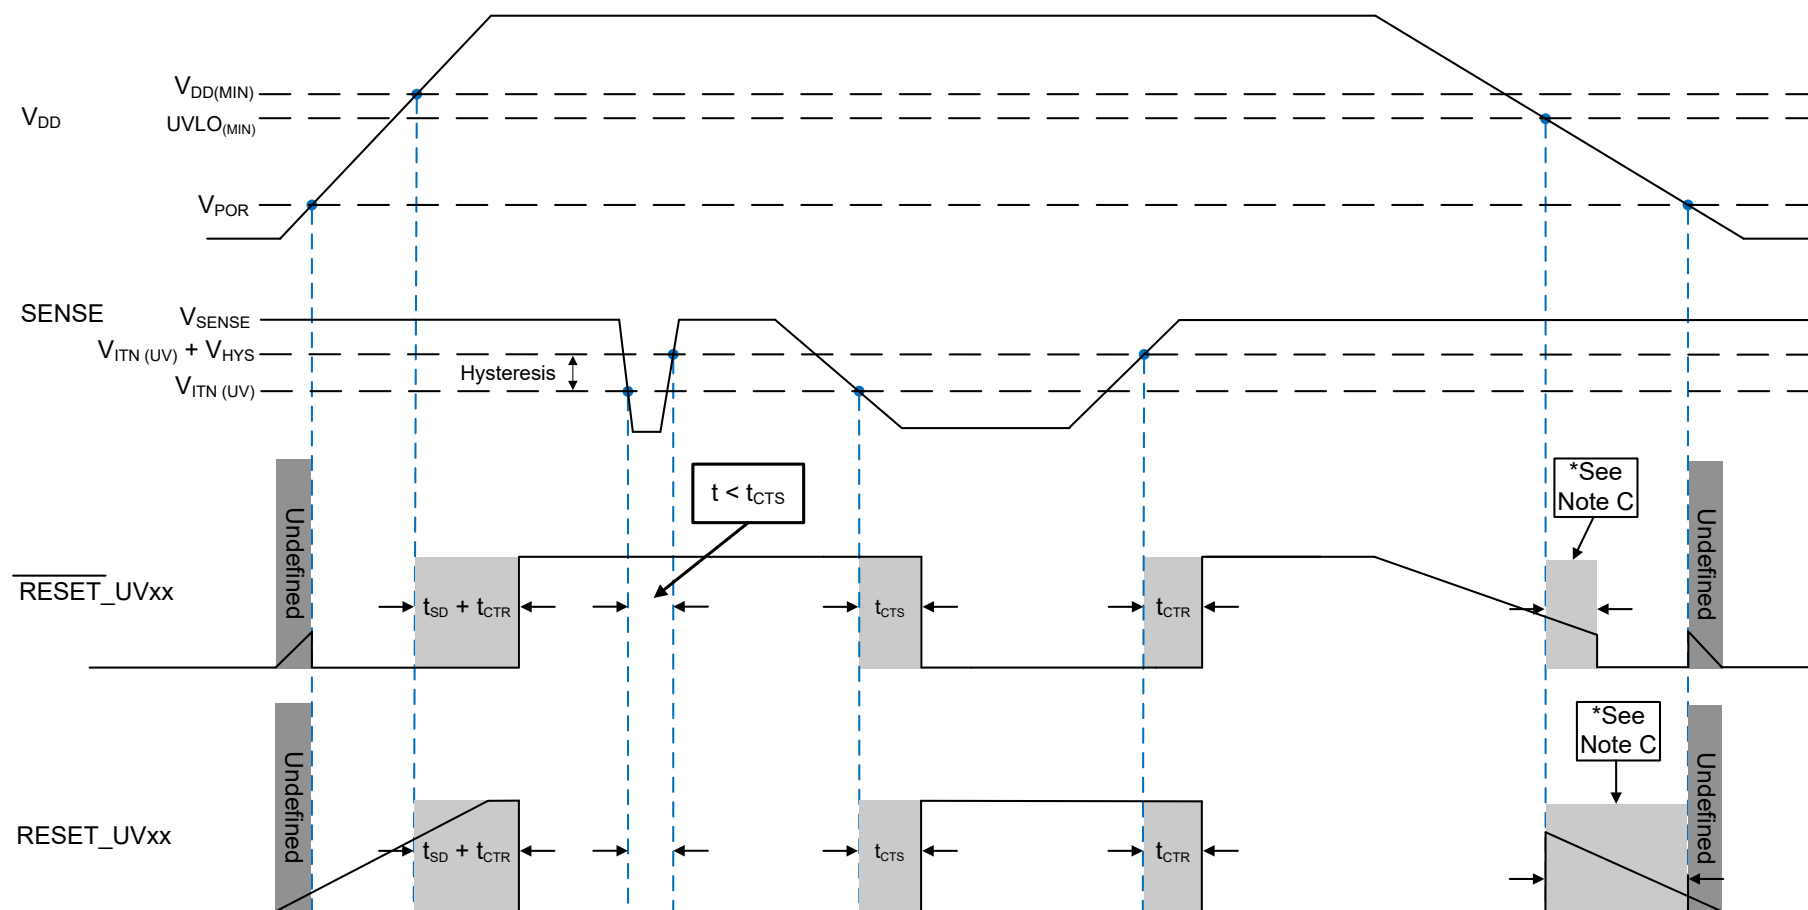 VDD
VDD(MIN)
UVLO(MIN)
VPOR
SENSE
VSENSE
VITN (UV) + VHYS
VITN (UV)
Hysteresis
t < tCTS
*See
Note C
Undefined
Undefined
RESET_UVxx
tSD + tCTR
tCTS
tCTR
*See
Note C
Undefined
Undefined
RESET_UVxx
tSD + tCTR
tCTS
tCTR